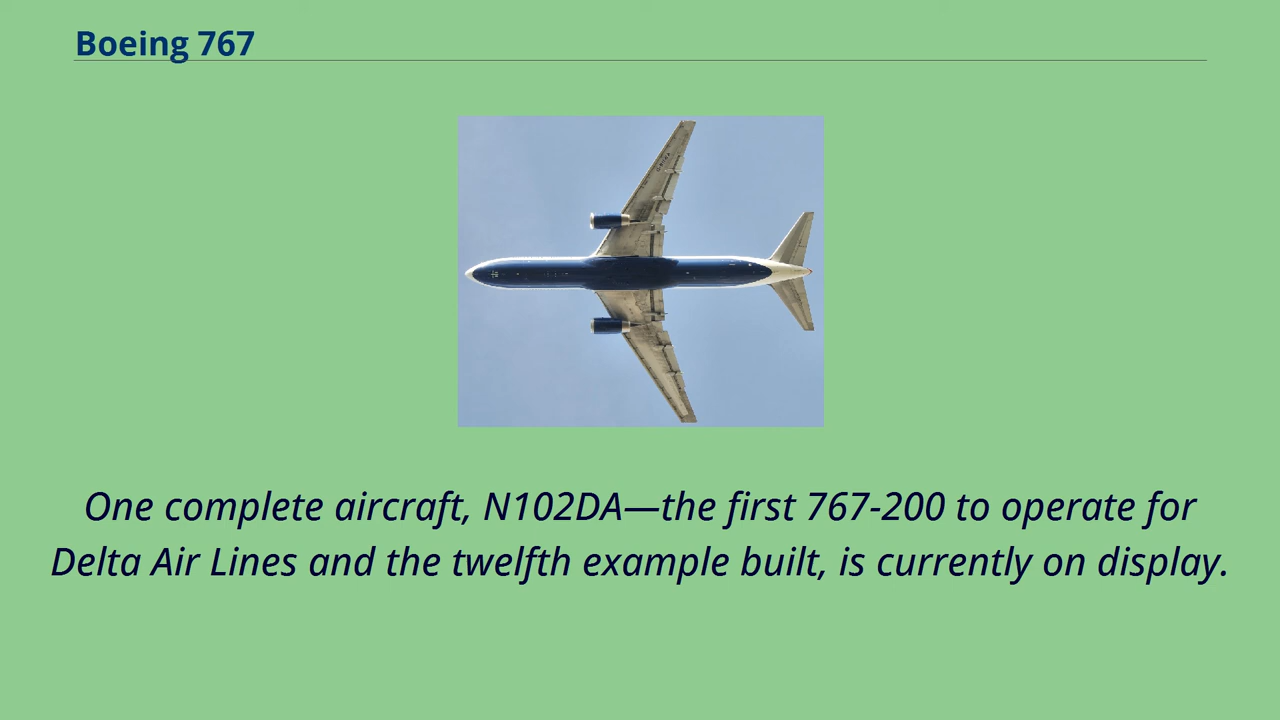 Boeing 767
One complete aircraft, N102DA—the first 767-200 to operate for
Delta Air Lines and the twelfth example built, is currently on display.